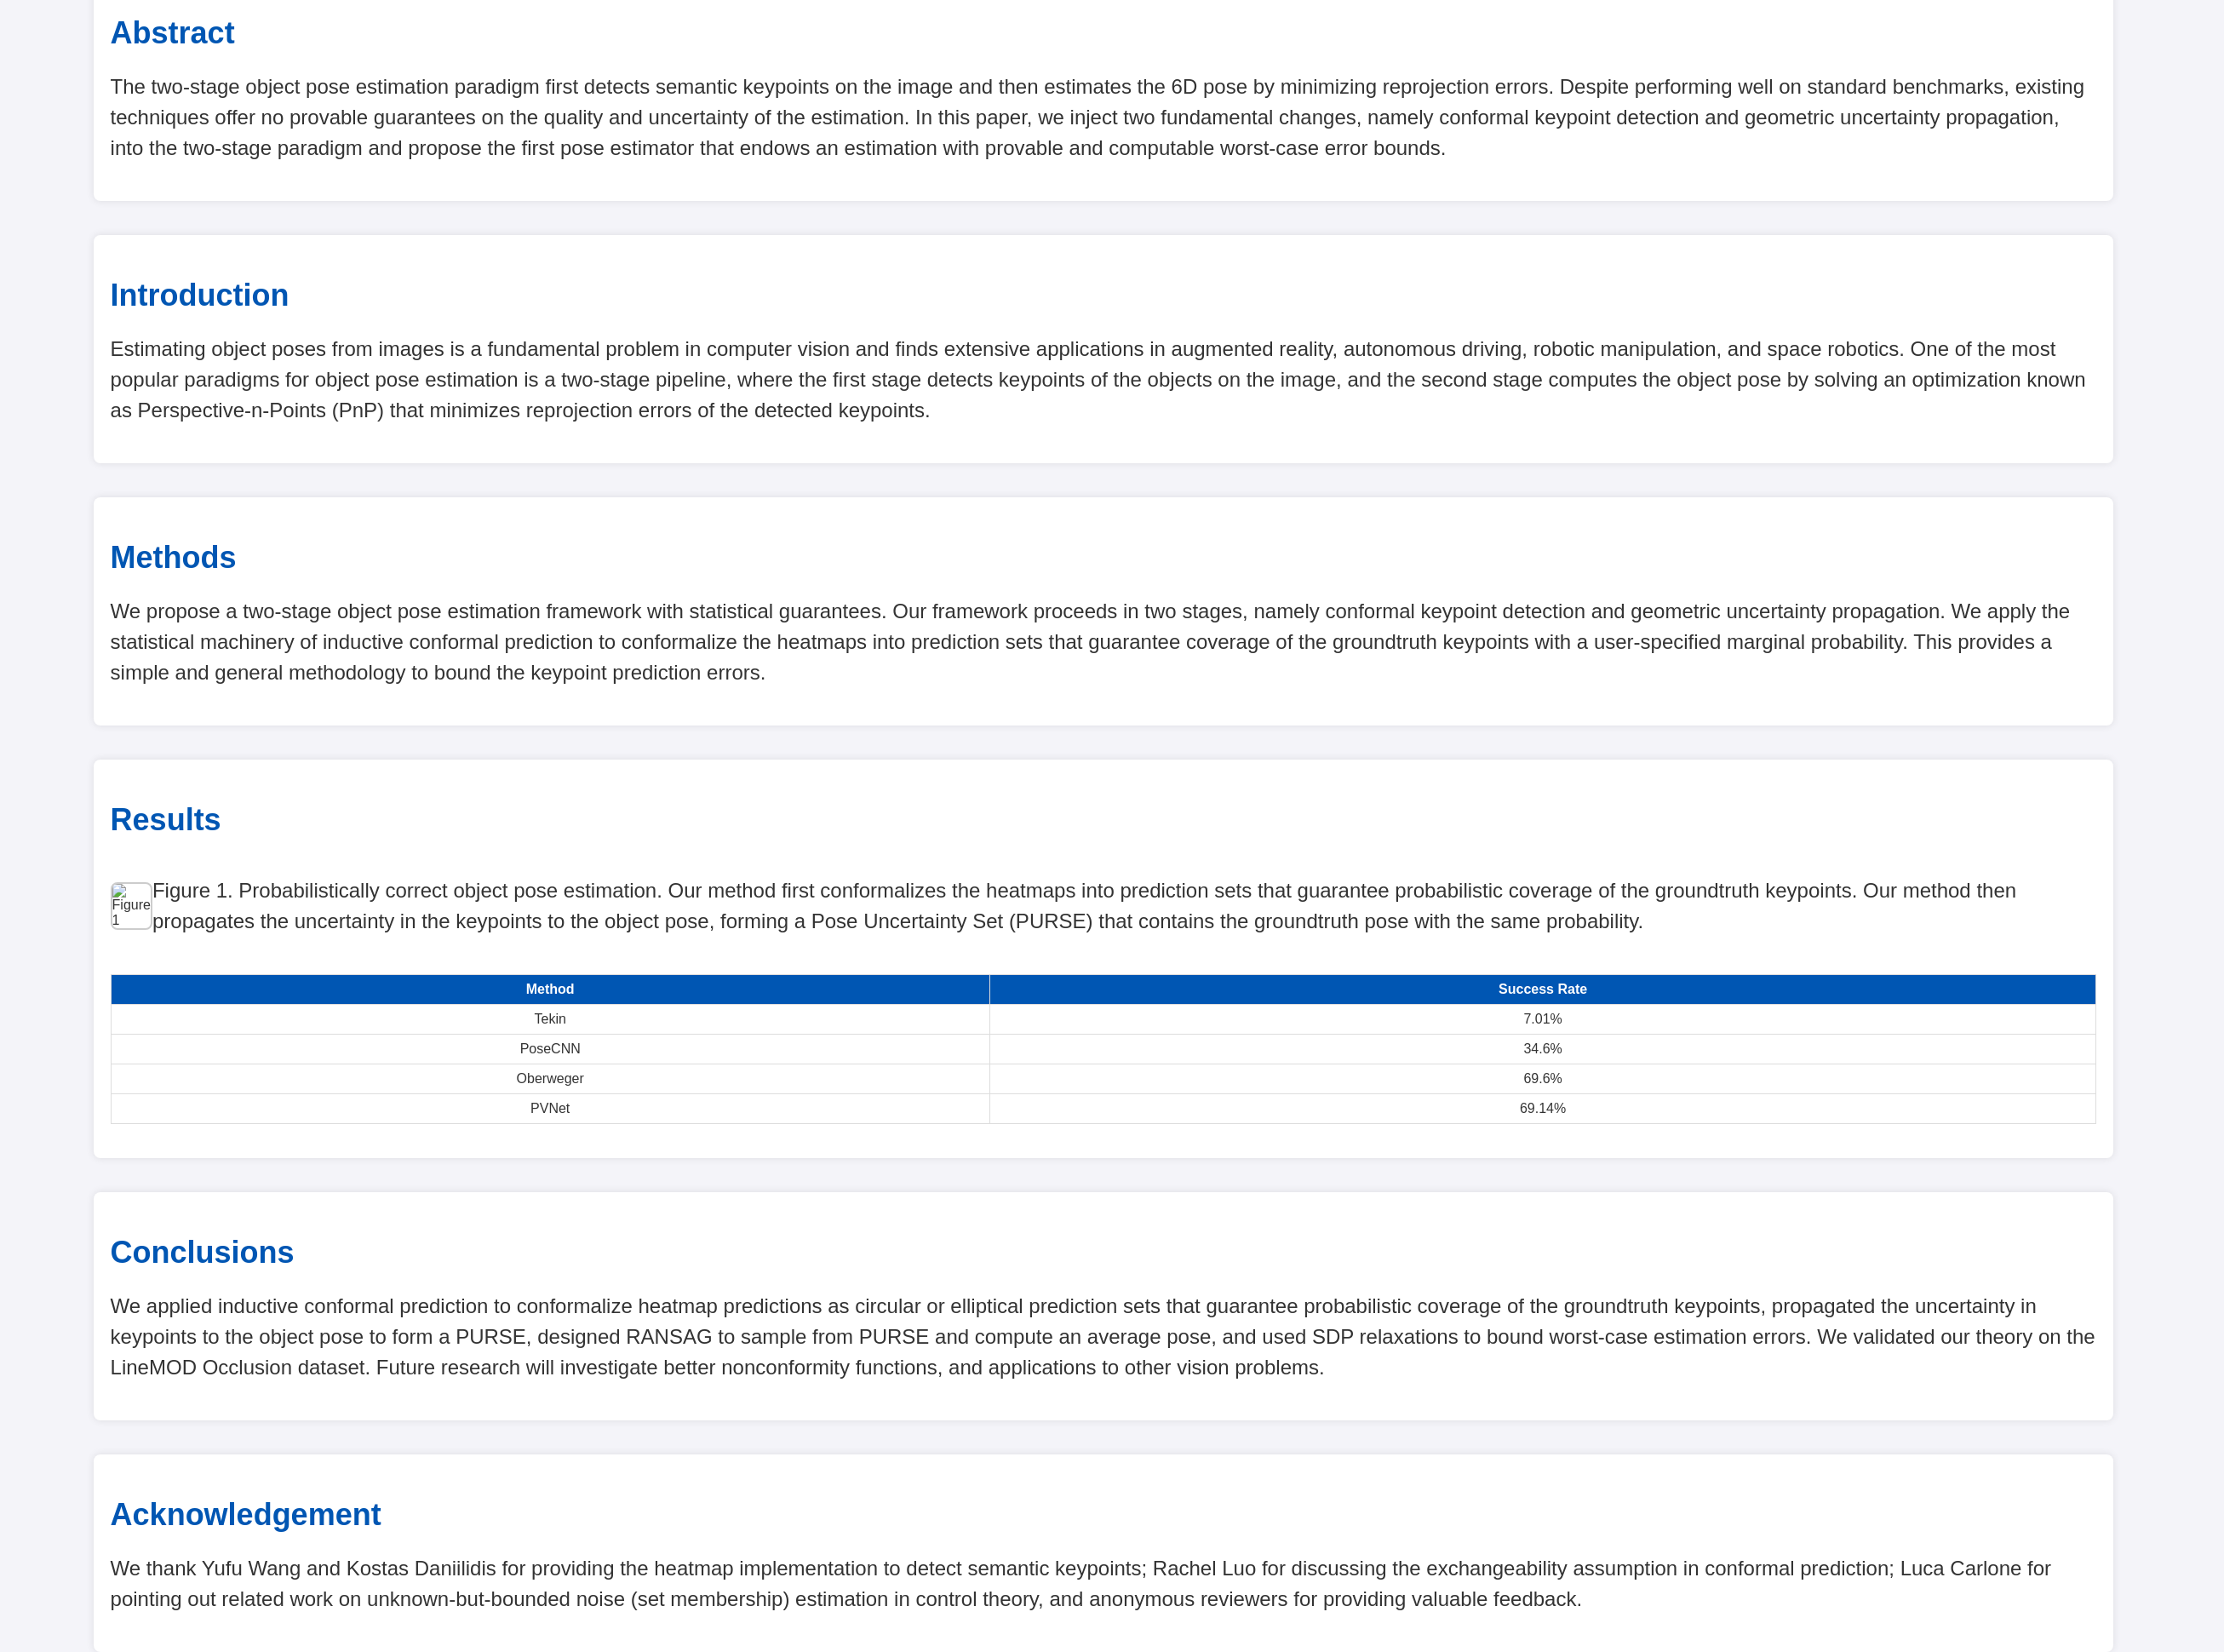 Abstract
The two-stage object pose estimation paradigm first detects semantic keypoints on the image and then estimates the 6D pose by minimizing reprojection errors. Despite performing well on standard benchmarks, existing
techniques offer no provable guarantees on the quality and uncertainty of the estimation. In this paper, we inject two fundamental changes, namely conformal keypoint detection and geometric uncertainty propagation,
into the two-stage paradigm and propose the first pose estimator that endows an estimation with provable and computable worst-case error bounds.
Introduction
Estimating object poses from images is a fundamental problem in computer vision and finds extensive applications in augmented reality, autonomous driving, robotic manipulation, and space robotics. One of the most
popular paradigms for object pose estimation is a two-stage pipeline, where the first stage detects keypoints of the objects on the image, and the second stage computes the object pose by solving an optimization known
as Perspective-n-Points (PnP) that minimizes reprojection errors of the detected keypoints.
Methods
We propose a two-stage object pose estimation framework with statistical guarantees. Our framework proceeds in two stages, namely conformal keypoint detection and geometric uncertainty propagation. We apply the
statistical machinery of inductive conformal prediction to conformalize the heatmaps into prediction sets that guarantee coverage of the groundtruth keypoints with a user-specified marginal probability. This provides a
simple and general methodology to bound the keypoint prediction errors.
Results
Figure
1
Figure 1. Probabilistically correct object pose estimation. Our method first conformalizes the heatmaps into prediction sets that guarantee probabilistic coverage of the groundtruth keypoints. Our method then
propagates the uncertainty in the keypoints to the object pose, forming a Pose Uncertainty Set (PURSE) that contains the groundtruth pose with the same probability.
Method Success Rate
Tekin 7.01%
PoseCNN 34.6%
Oberweger 69.6%
PVNet 69.14%
Conclusions
We applied inductive conformal prediction to conformalize heatmap predictions as circular or elliptical prediction sets that guarantee probabilistic coverage of the groundtruth keypoints, propagated the uncertainty in
keypoints to the object pose to form a PURSE, designed RANSAG to sample from PURSE and compute an average pose, and used SDP relaxations to bound worst-case estimation errors. We validated our theory on the
LineMOD Occlusion dataset. Future research will investigate better nonconformity functions, and applications to other vision problems.
Acknowledgement
We thank Yufu Wang and Kostas Daniilidis for providing the heatmap implementation to detect semantic keypoints; Rachel Luo for discussing the exchangeability assumption in conformal prediction; Luca Carlone for
pointing out related work on unknown-but-bounded noise (set membership) estimation in control theory, and anonymous reviewers for providing valuable feedback.